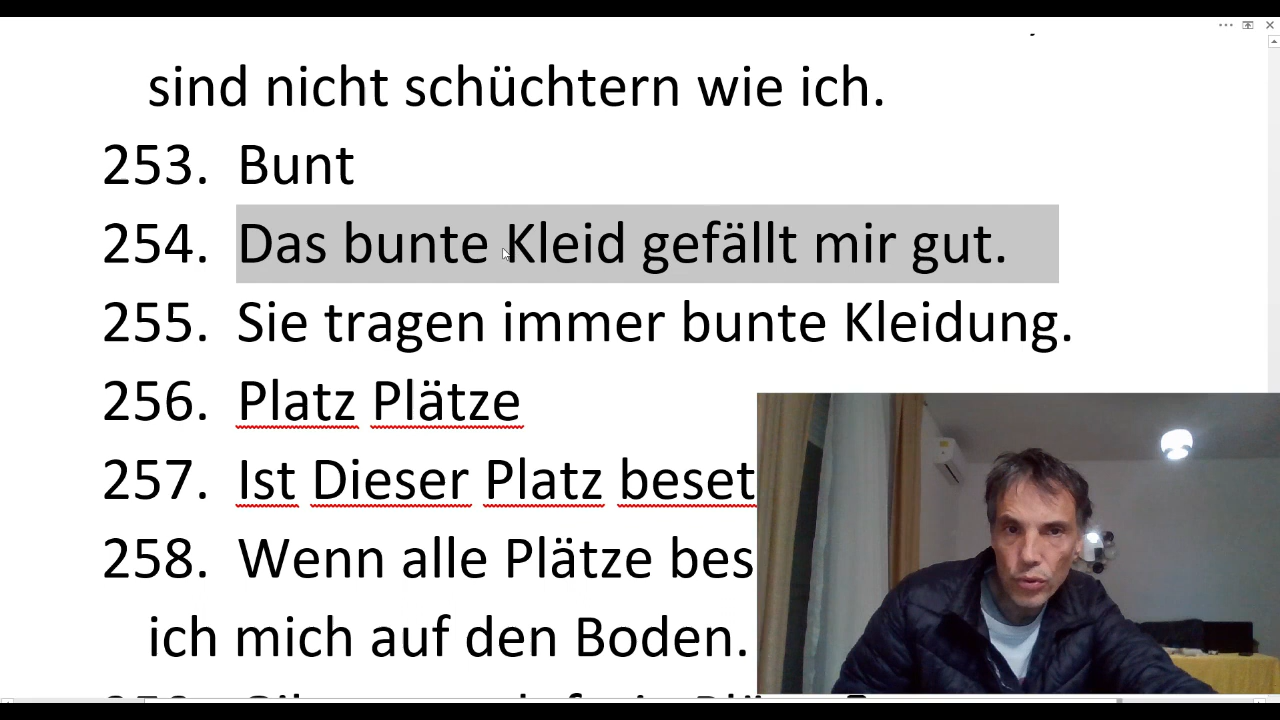 sind nicht schüchtern wie ich.
253. Bunt
254. Das bunte Kleid gefällt mir gut.
255. Sie tragen immer bunte Kleidung.
256. Platz Plätze
257. Ist Dieser Platz beset
258. Wenn alle Plätze bes
ich mich auf den Boden.